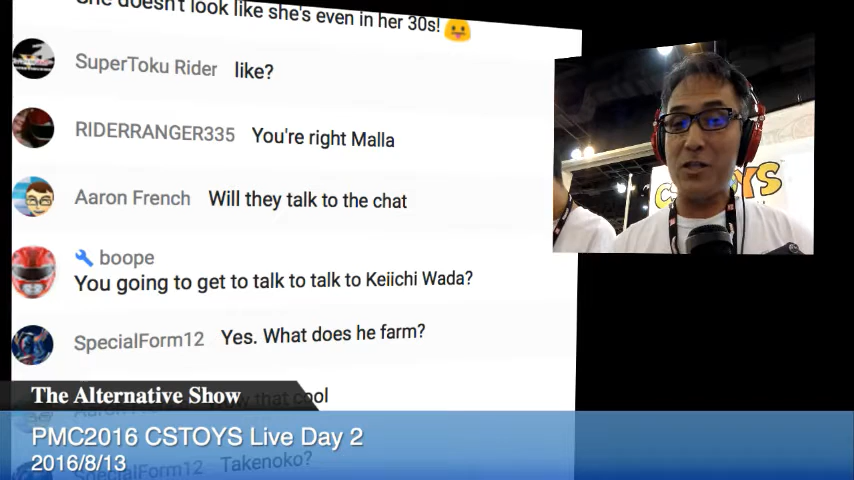 She doesn't look like she's even in her 30s!
SuperToku Rider like?
RIDERRANGER335 You're right Malla
Aaron French Will they talk to the chat
boope
You going to get to talk to talk to Keiichi Wada?
SpecialForm12 Yes. What does he farm?
that cool
The Alternative Show
PMC2016 CSTOYS Live Day 2
2016/8/13
SpecialForm12 Takenoko?
CSTOYS